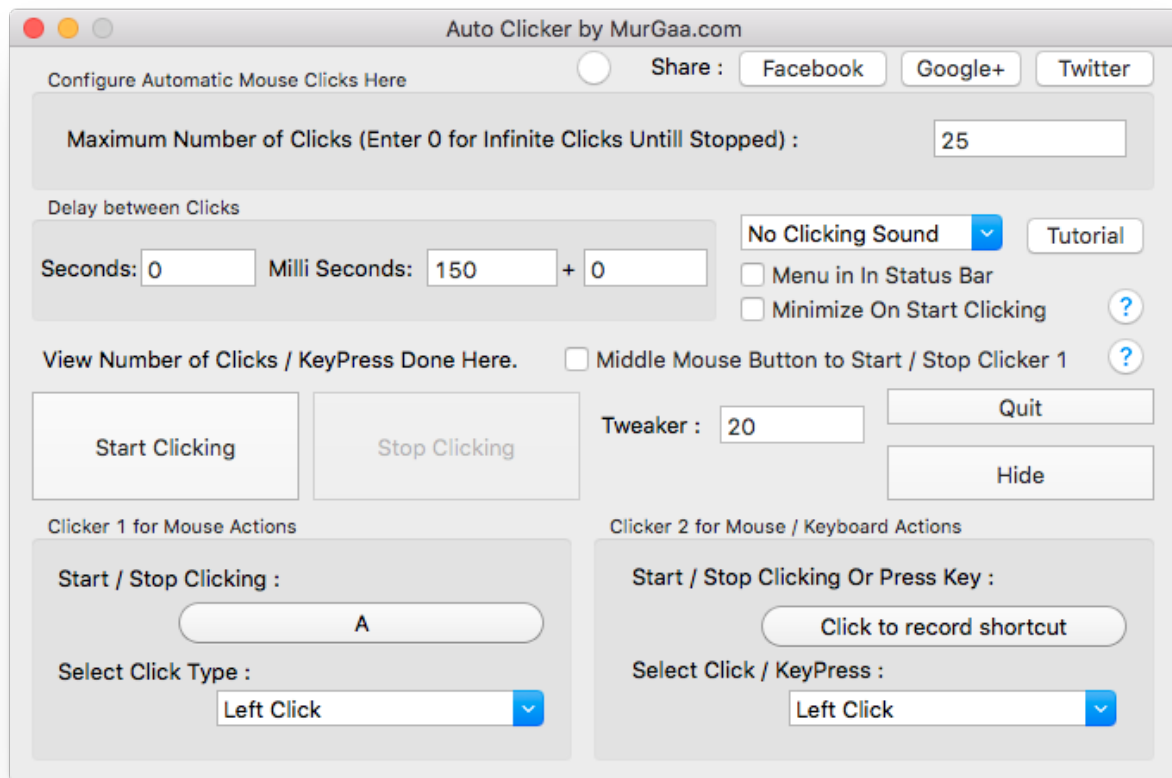 Auto Clicker by MurGaa.com
Configure Automatic Mouse Clicks Here
Share : Facebook Google+ Twitter
Maximum Number of Clicks (Enter 0 for Infinite Clicks Untill Stopped) : 25
Delay between Clicks
Seconds: 0 Milli Seconds: 150 + 0
No Clicking Sound Tutorial
Menu in In Status Bar
Minimize On Start Clicking ?
View Number of Clicks / KeyPress Done Here.
Middle Mouse Button to Start / Stop Clicker 1 ?
Start Clicking Stop Clicking
Tweaker : 20
Quit
Hide
Clicker 1 for Mouse Actions
Start / Stop Clicking :
A
Select Click Type :
Left Click
Clicker 2 for Mouse / Keyboard Actions
Start / Stop Clicking Or Press Key :
Click to record shortcut
Select Click / KeyPress :
Left Click